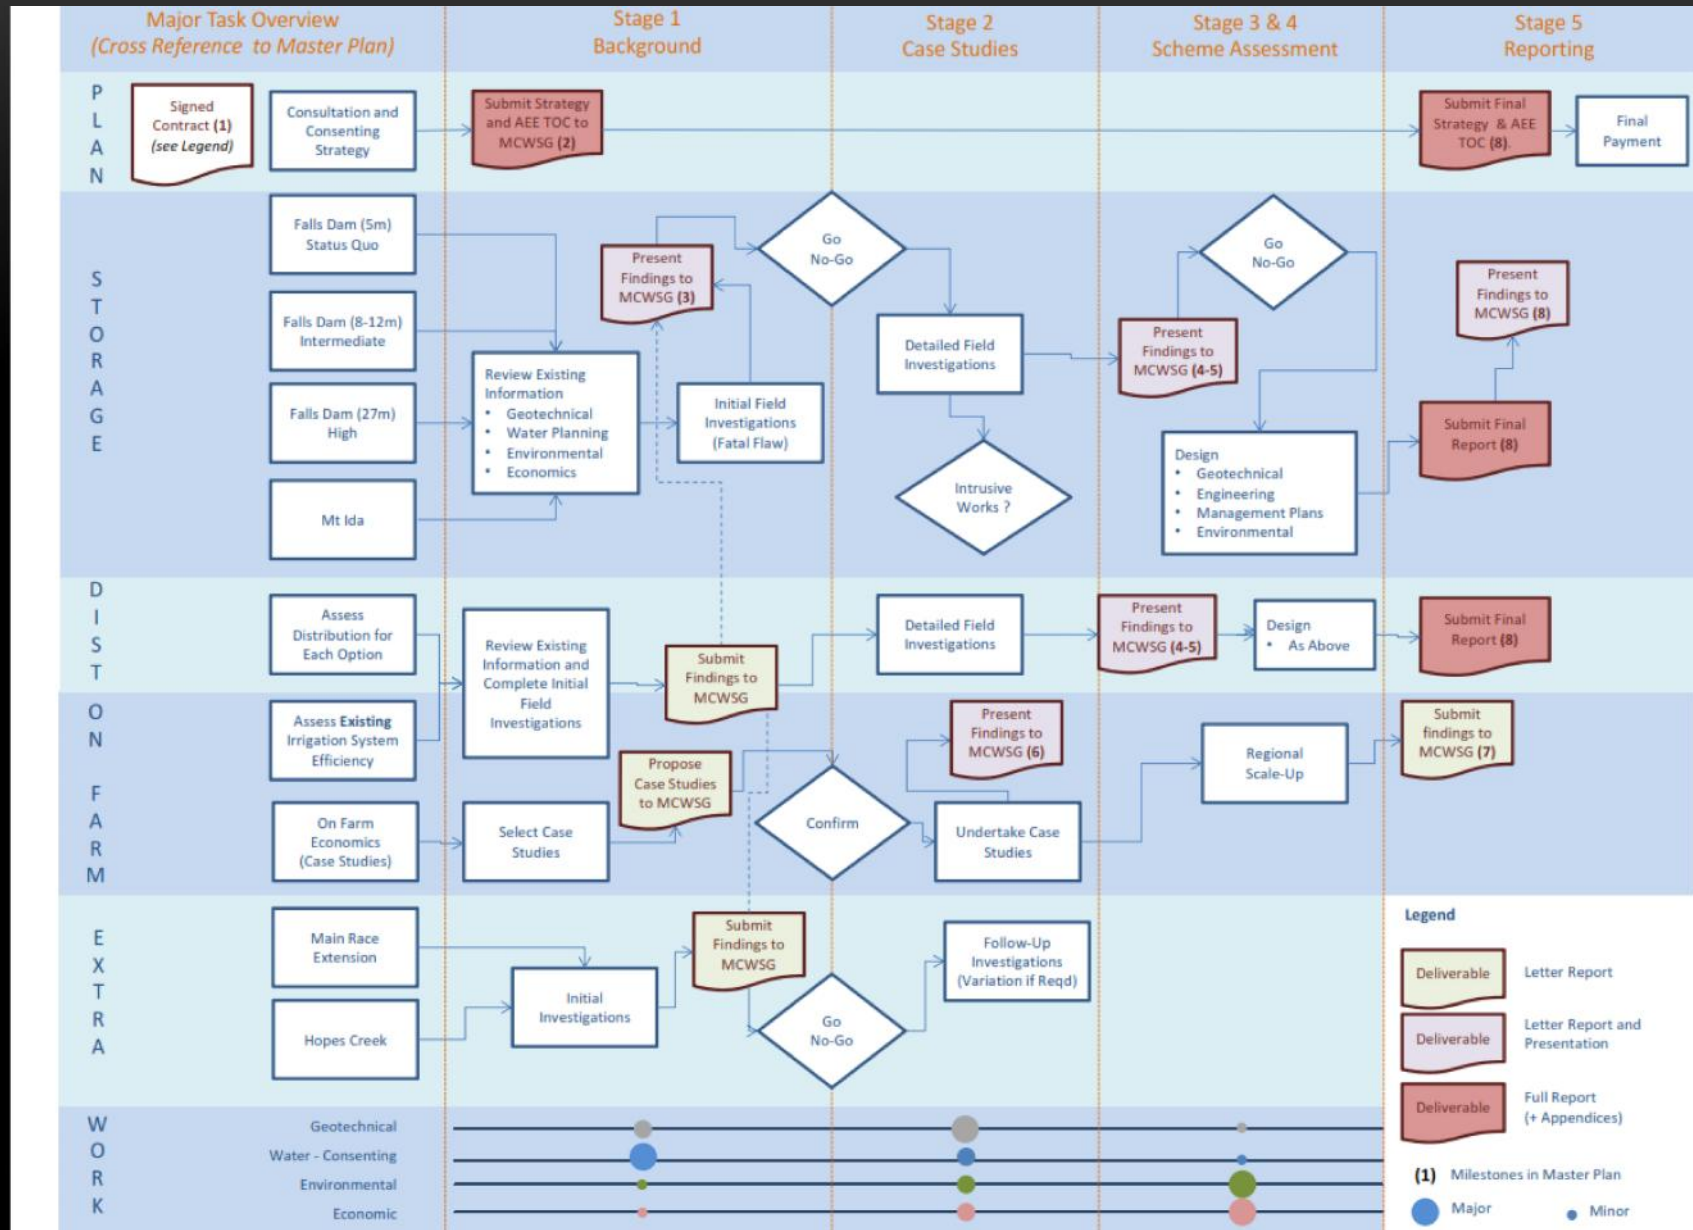 Major Task Overview
(Cross Reference to Master Plan)
Stage 1
Background
Stage 2
Case Studies
Stage 3 & 4
Scheme Assessment
Stage 5
Reporting
PLAN
Signed
Contract (1)
(see Legend)
Consultation and
Consenting
Strategy
Submit Strategy
and AEE TOC to
MCWSG (2)
Submit Final
Strategy & AEE
TOC (8).
Final
Payment
STORAGE
Falls Dam (5m)
Status Quo
Falls Dam (8-12m)
Intermediate
Falls Dam (27m)
High
Mt Ida
Review Existing
Information
• Geotechnical
• Water Planning
• Environmental
• Economics
Present
Findings to
MCWSG (3)
Initial Field
Investigations
(Fatal Flaw)
Go
No-Go
Detailed Field
Investigations
Intrusive
Works ?
Present
Findings to
MCWSG (4-5)
Go
No-Go
Design
• Geotechnical
• Engineering
• Management Plans
• Environmental
Present
Findings to
MCWSG (8)
Submit Final
Report (8)
DIST
Assess
Distribution for
Each Option
Review Existing
Information and
Complete Initial
Field
Investigations
Submit
Findings to
MCWSG
Detailed Field
Investigations
Present
Findings to
MCWSG (4-5)
Design
• As Above
Submit Final
Report (8)
ON FARM
Assess Existing
Irrigation System
Efficiency
On Farm
Economics
(Case Studies)
Select Case
Studies
Propose
Case Studies
to MCWSG
Confirm
Present
Findings to
MCWSG (6)
Undertake Case
Studies
Regional
Scale-Up
Submit
findings to
MCWSG (7)
EXTRA
Main Race
Extension
Hopes Creek
Initial
Investigations
Submit
Findings to
MCWSG
Go
No-Go
Follow-Up
Investigations
(Variation if Reqd)
Legend
Deliverable
Letter Report
Deliverable
Letter Report and
Presentation
Deliverable
Full Report
(+ Appendices)
(1) Milestones in Master Plan
Major
Minor
WORK
Geotechnical
Water - Consenting
Environmental
Economic